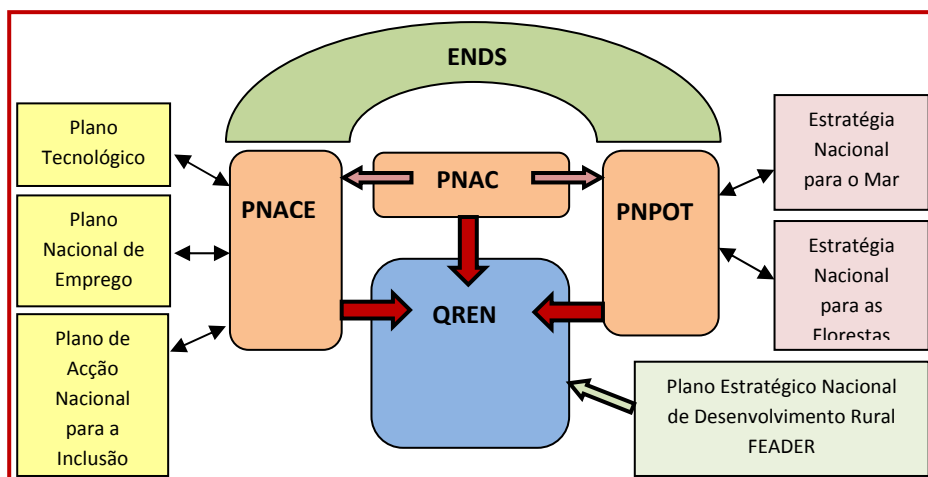 ENDS
Plano
Tecnológico
Plano
Nacional de
Emprego
Plano de
Acção
Nacional
para a
Inclusão
PNACE
PNAC
PNPOT
QREN
Estratégia
Nacional
para o Mar
Estratégia
Nacional
para as
Florestas
Plano Estratégico Nacional
de Desenvolvimento Rural
FEADER